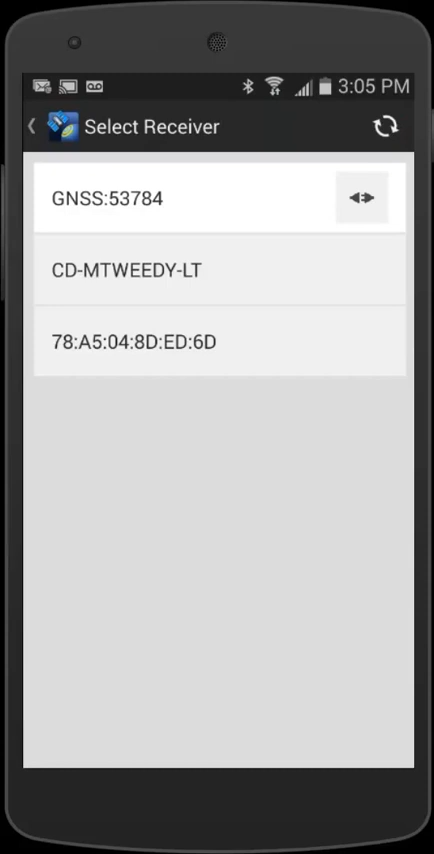 3:05 PM
Select Receiver
GNSS:53784
CD-MTWEEDY-LT
78:A5:04:8D:ED:6D